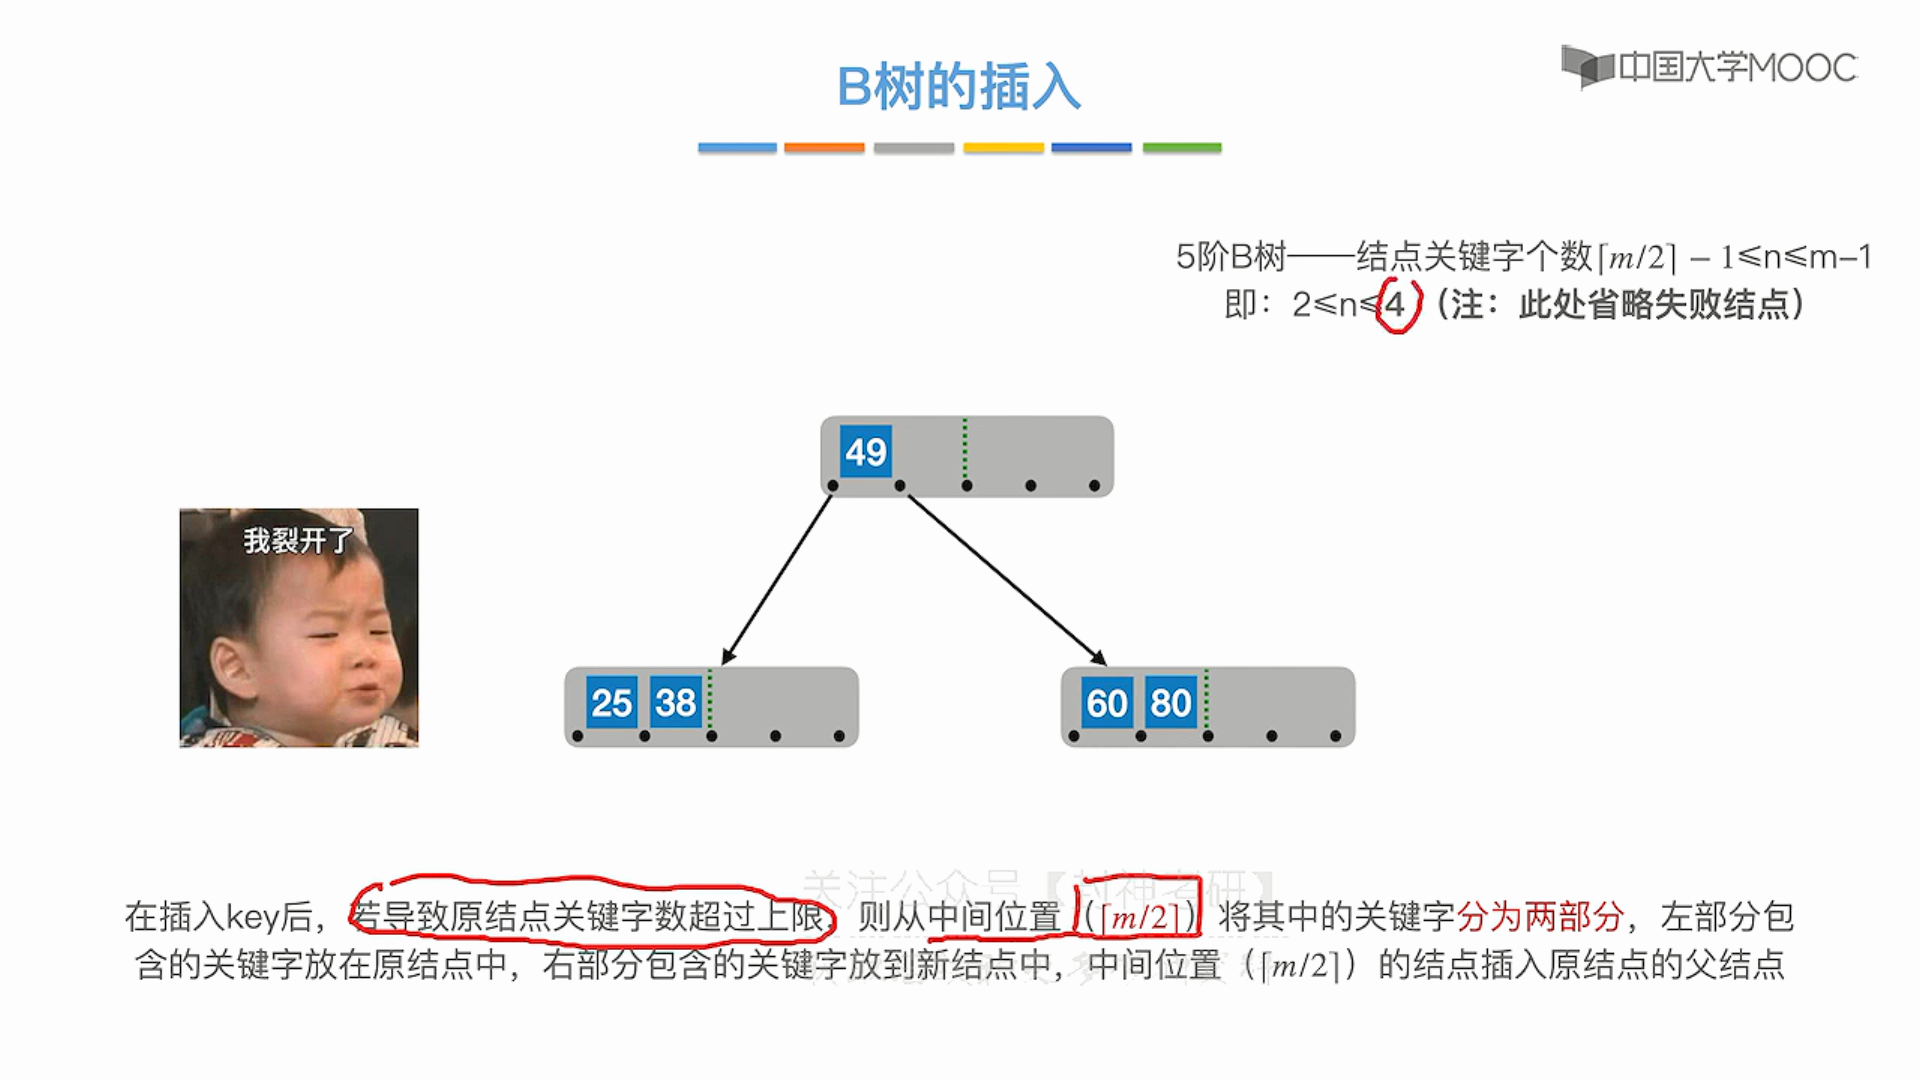 B树的插入
中国大学MOOC
5阶B树——结点关键字个数⌈m/2⌉ – 1≤n≤m–1
即：2≤n≤4（注：此处省略失败结点）
49
我裂开了
25 38
60 80
关注公众号【封神考研】
在插入key后，若导致原结点关键字数超过上限，则从中间位置（⌈m/2⌉）将其中的关键字分为两部分，左部分包
含的关键字放在原结点中，右部分包含的关键字放到新结点中，中间位置（⌈m/2⌉）的结点插入原结点的父结点